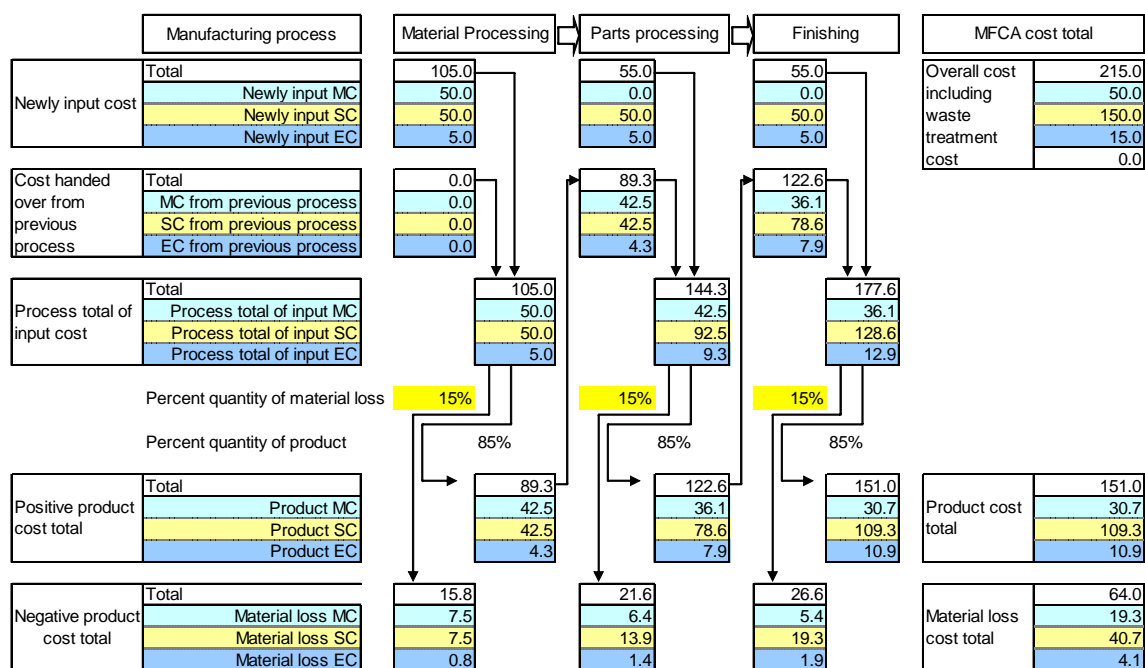 Manufacturing process Material Processing Parts processing Finishing MFCA cost total
Newly input cost
Total 105.0 55.0 55.0
Newly input MC 50.0 0.0 0.0
Newly input SC 50.0 50.0 50.0
Newly input EC 5.0 5.0 5.0
Overall cost 215.0
including 50.0
waste 150.0
treatment 15.0
cost 0.0
Cost handed
over from
previous
process
Total 0.0 89.3 122.6
MC from previous process 0.0 42.5 36.1
SC from previous process 0.0 42.5 78.6
EC from previous process 0.0 4.3 7.9
Process total of
input cost
Total 105.0 144.3 177.6
Process total of input MC 50.0 42.5 36.1
Process total of input SC 50.0 92.5 128.6
Process total of input EC 5.0 9.3 12.9
Percent quantity of material loss 15% 15% 15%
Percent quantity of product 85% 85% 85%
Positive product
cost total
Total 89.3 122.6 151.0
Product MC 42.5 36.1 30.7
Product SC 42.5 78.6 109.3
Product EC 4.3 7.9 10.9
Product cost
total
151.0
30.7
109.3
10.9
Negative product
cost total
Total 15.8 21.6 26.6
Material loss MC 7.5 6.4 5.4
Material loss SC 7.5 13.9 19.3
Material loss EC 0.8 1.4 1.9
Material loss
cost total
64.0
19.3
40.7
4.1